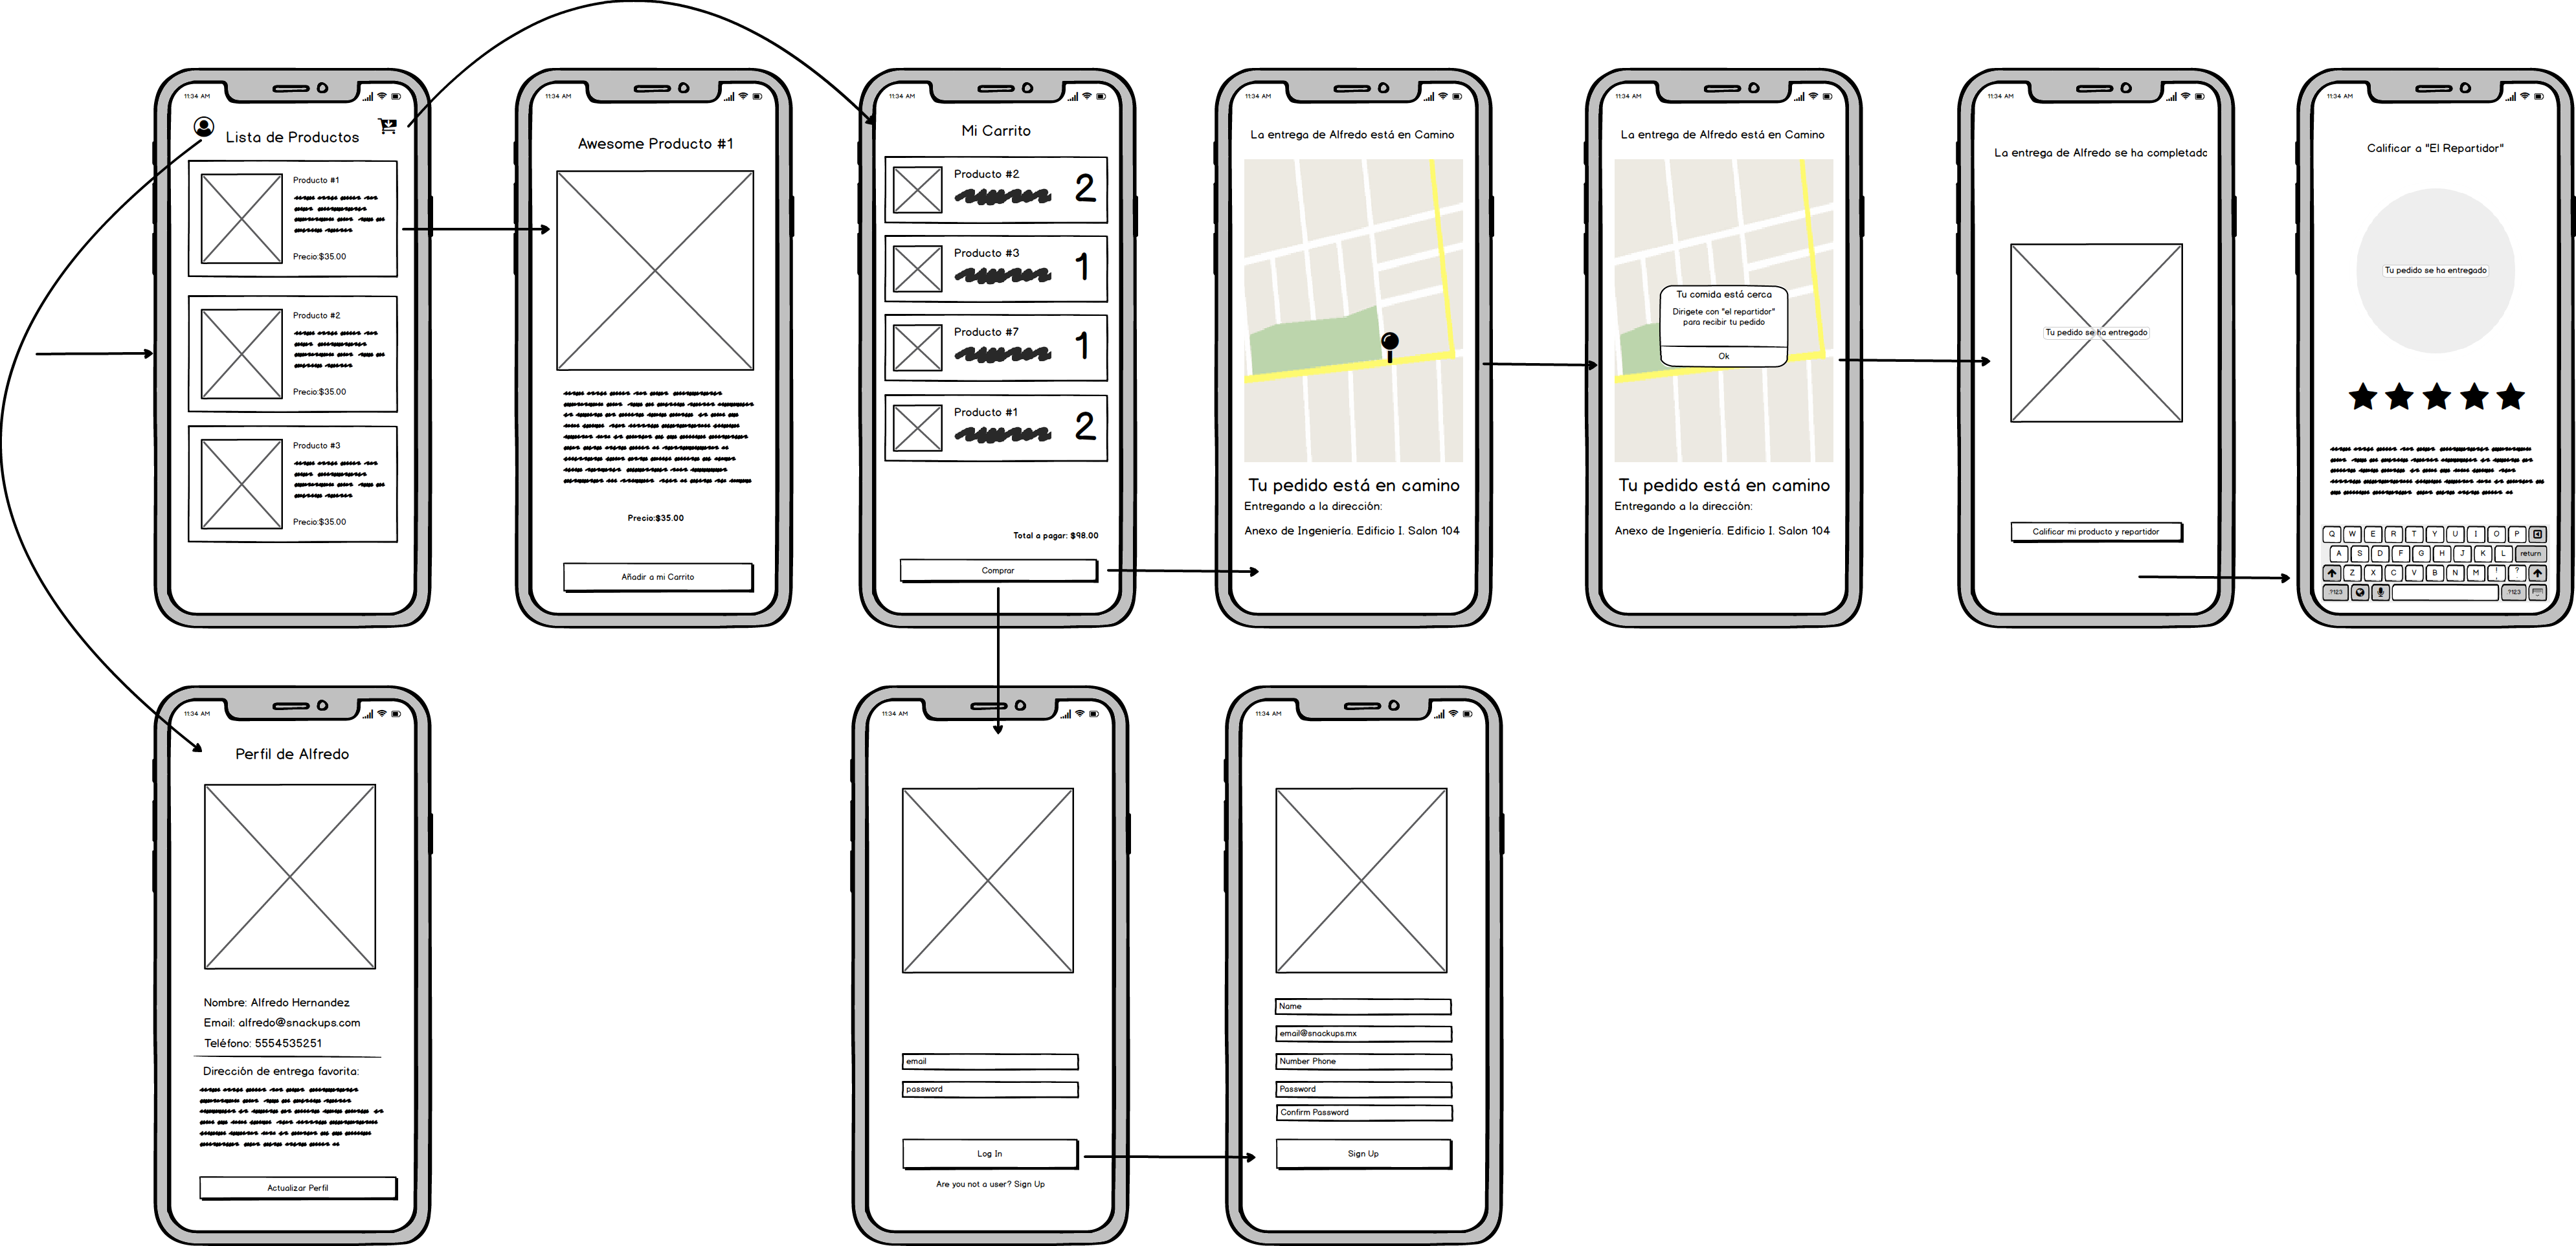 11:34 AM
Lista de Productos
Producto #1
Precio:$35.00
Producto #2
Precio:$35.00
Producto #3
Precio:$35.00
11:34 AM
Awesome Producto #1
Precio:$35.00
Añadir a mi Carrito
11:34 AM
Mi Carrito
Producto #2
2
Producto #3
1
Producto #7
1
Producto #1
2
Total a pagar: $98.00
Comprar
11:34 AM
La entrega de Alfredo está en Camino
Tu pedido está en camino
Entregando a la dirección:
Anexo de Ingeniería. Edificio I. Salon 104
11:34 AM
La entrega de Alfredo está en Camino
Tu comida está cerca
Dirigete con "el repartidor"
para recibir tu pedido
Ok
Tu pedido está en camino
Entregando a la dirección:
Anexo de Ingeniería. Edificio I. Salon 104
11:34 AM
La entrega de Alfredo se ha completado
Tu pedido se ha entregado
Calificar mi producto y repartidor
11:34 AM
Calificar a "El Repartidor"
Tu pedido se ha entregado
Q W E R T Y U I O P
A S D F G H J K L return
Z X C V B N M ! ?
.?123 .?123
11:34 AM
Perfil de Alfredo
Nombre: Alfredo Hernandez
Email: alfredo@snackups.com
Teléfono: 5554535251
Dirección de entrega favorita:
Actualizar Perfil
11:34 AM
email
password
Log In
Are you not a user? Sign Up
11:34 AM
Name
email@snackups.mx
Number Phone
Password
Confirm Password
Sign Up